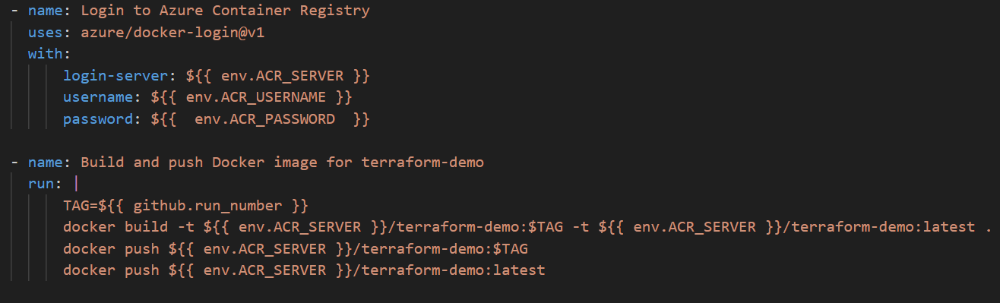 - name: Login to Azure Container Registry
  uses: azure/docker-login@v1
  with:
      login-server: ${{ env.ACR_SERVER }}
      username: ${{ env.ACR_USERNAME }}
      password: ${{  env.ACR_PASSWORD  }}

- name: Build and push Docker image for terraform-demo
  run: |
      TAG=${{ github.run_number }}
      docker build -t ${{ env.ACR_SERVER }}/terraform-demo:$TAG -t ${{ env.ACR_SERVER }}/terraform-demo:latest .
      docker push ${{ env.ACR_SERVER }}/terraform-demo:$TAG
      docker push ${{ env.ACR_SERVER }}/terraform-demo:latest